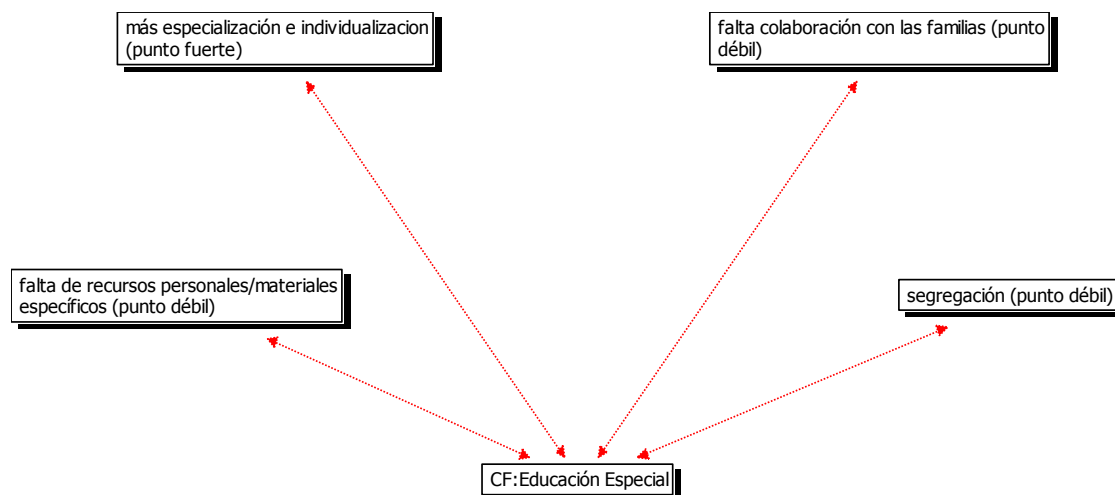 más especialización e individualizacion
(punto fuerte)
falta colaboración con las familias (punto
débil)
falta de recursos personales/materiales
específicos (punto débil)
segregación (punto débil)
CF:Educación Especial